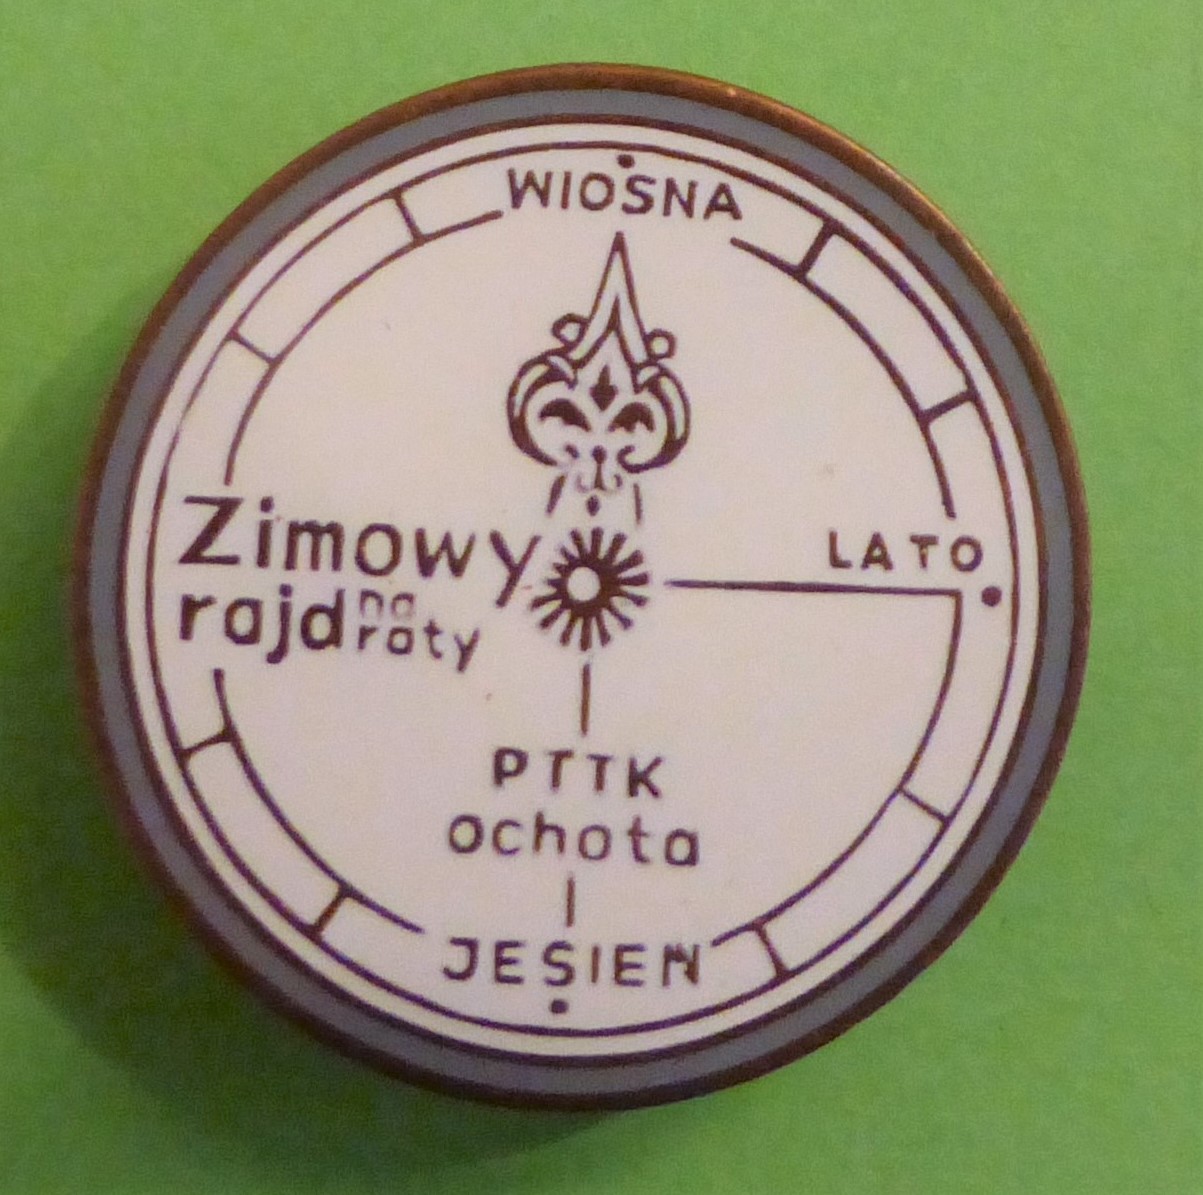 WIOSNA
LATO
Zimowy
rajd na raty
PTTK
ochota
JESIEN